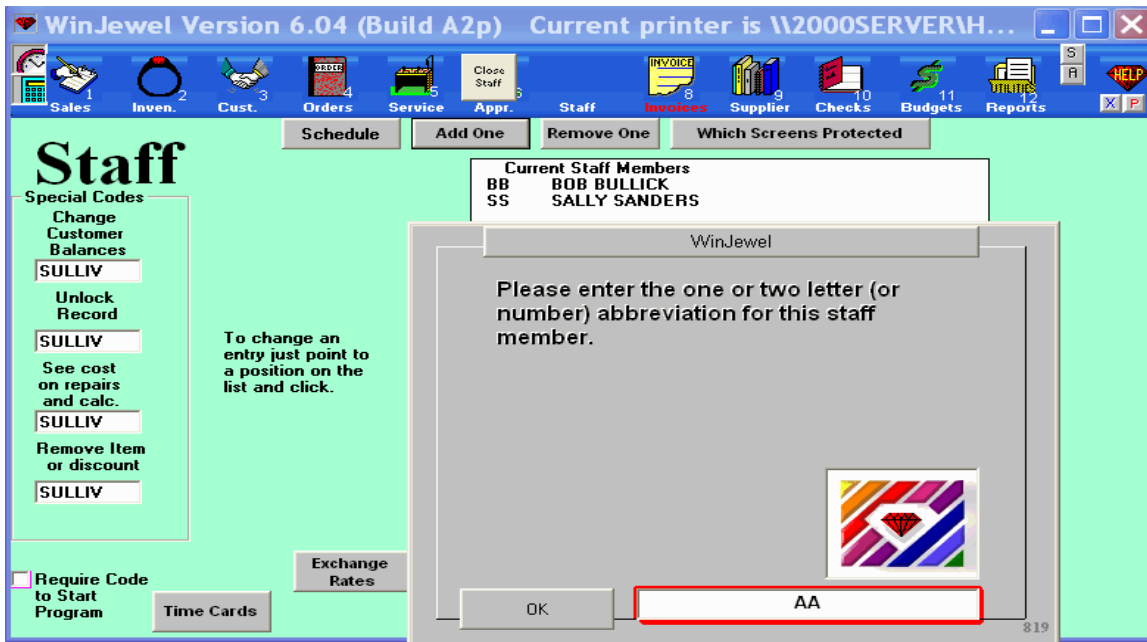 WinJewel Version 6.04 (Build A2p) Current printer is \\2000SERVER\H...
S
A
ORDER
INVOICE
Close
Staff
HELP
1
2
3
4
5
6
8
9
10
11
12
Sales Inven. Cust. Orders Service Appr. Staff Invoices Supplier Checks Budgets Reports
X P
Schedule Add One Remove One Which Screens Protected
Staff
Special Codes
Change
Customer
Balances
SULLIV
Unlock
Record
SULLIV
See cost
on repairs
and calc.
SULLIV
Remove Item
or discount
SULLIV
Require Code
to Start
Program
Time Cards
To change an
entry just point to
a position on the
list and click.
Exchange
Rates
Current Staff Members
BB BOB BULLICK
SS SALLY SANDERS
WinJewel
Please enter the one or two letter (or
number) abbreviation for this staff
member.
OK
AA
819